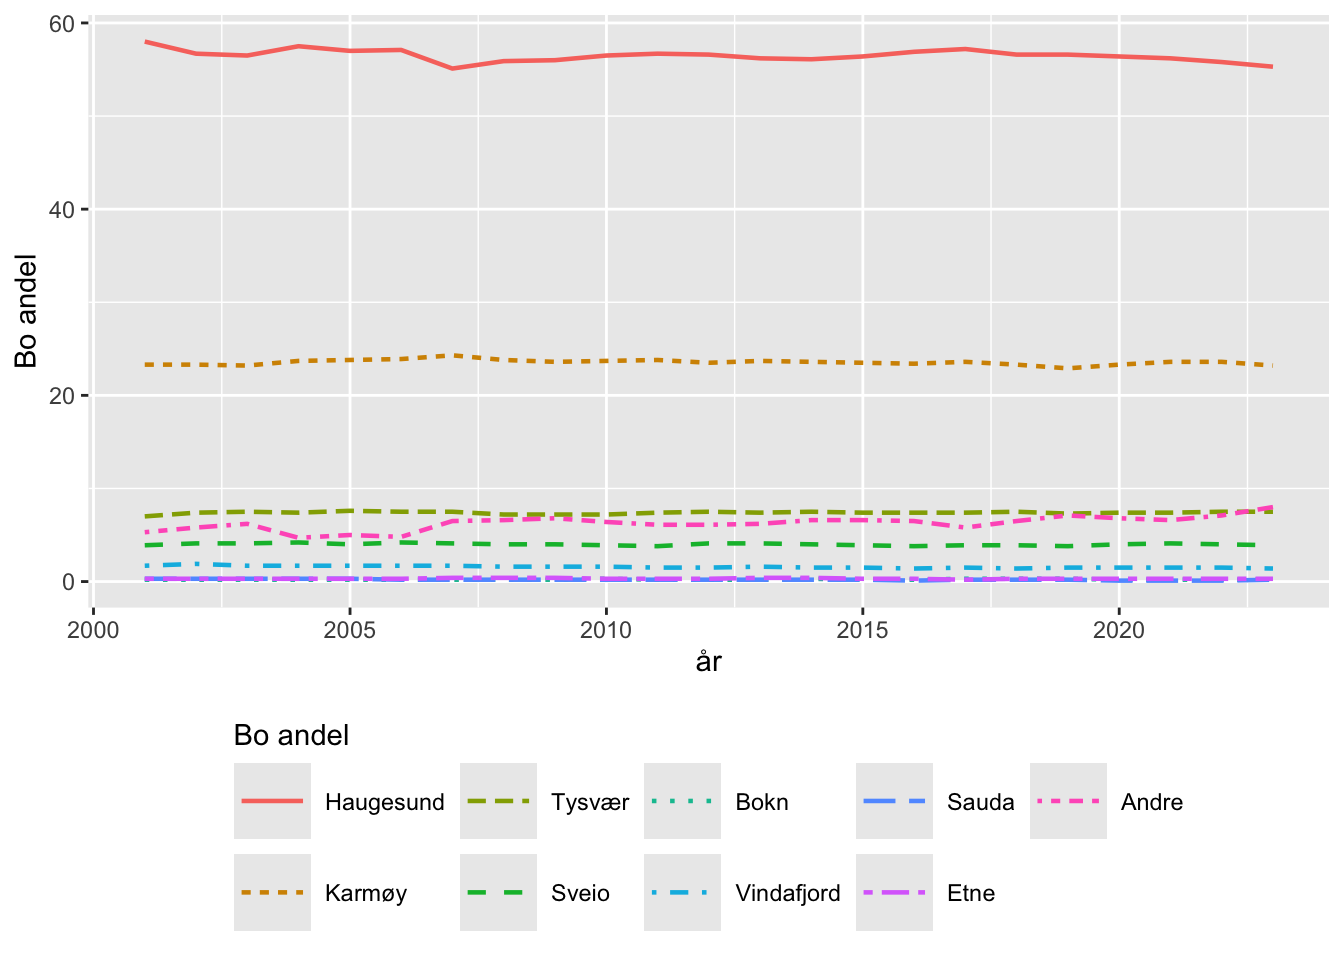 60
40
20
0
Bo andel
2000 2005 2010 2015 2020
år
Bo andel
Haugesund Tysvær Bokn Sauda Andre
Karmøy Sveio Vindafjord Etne